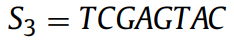 S₃ = TCGAGTAC